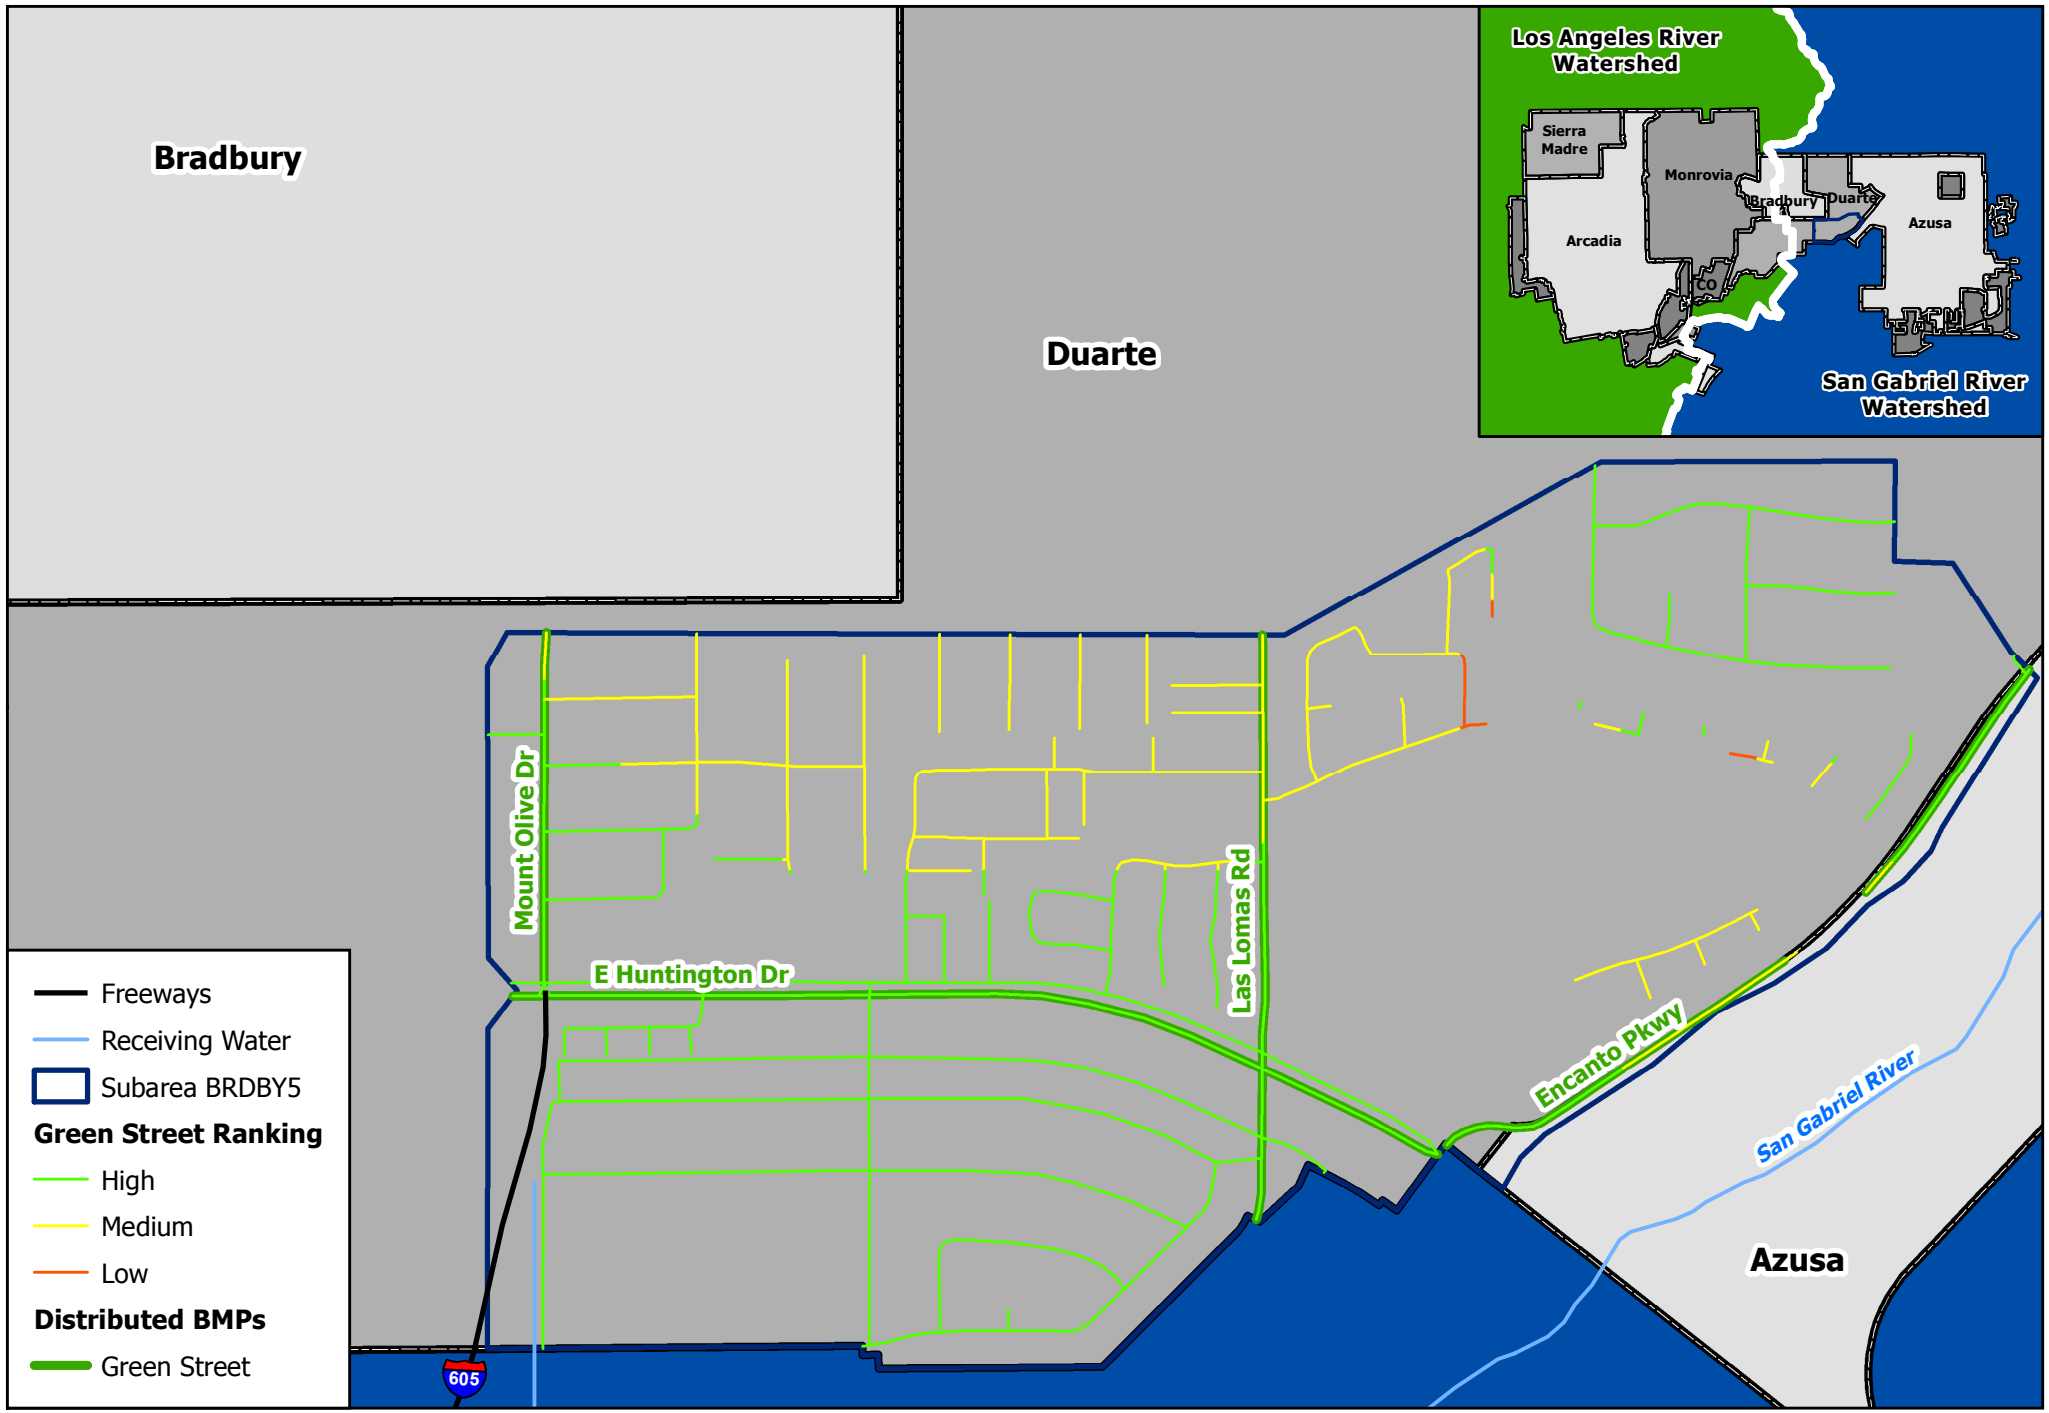 Bradbury
Duarte
Los Angeles River
Watershed
Sierra
Madre
Monrovia
Bradbury
Duarte
Arcadia
Azusa
CO
San Gabriel River
Watershed
Mount Olive Dr
E Huntington Dr
Las Lomas Rd
Encanto Pkwy
San Gabriel River
Azusa
Freeways
Receiving Water
Subarea BRDBY5
Green Street Ranking
High
Medium
Low
Distributed BMPs
Green Street
605